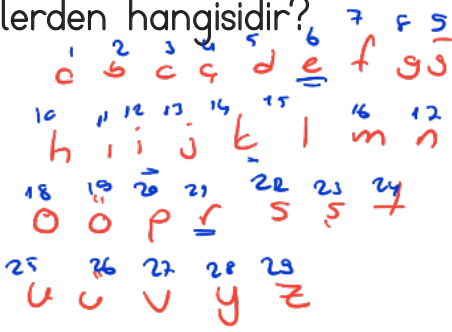 lerden hangisidir?
1 2 3 4 5 6 7 8 9
a b c ç d e f g ğ
10 11 12 13 14 15 16 17
h ı i j k l m n
18 19 20 21 22 23 24
o ö p r s ş t
25 26 27 28 29
u ü v y z